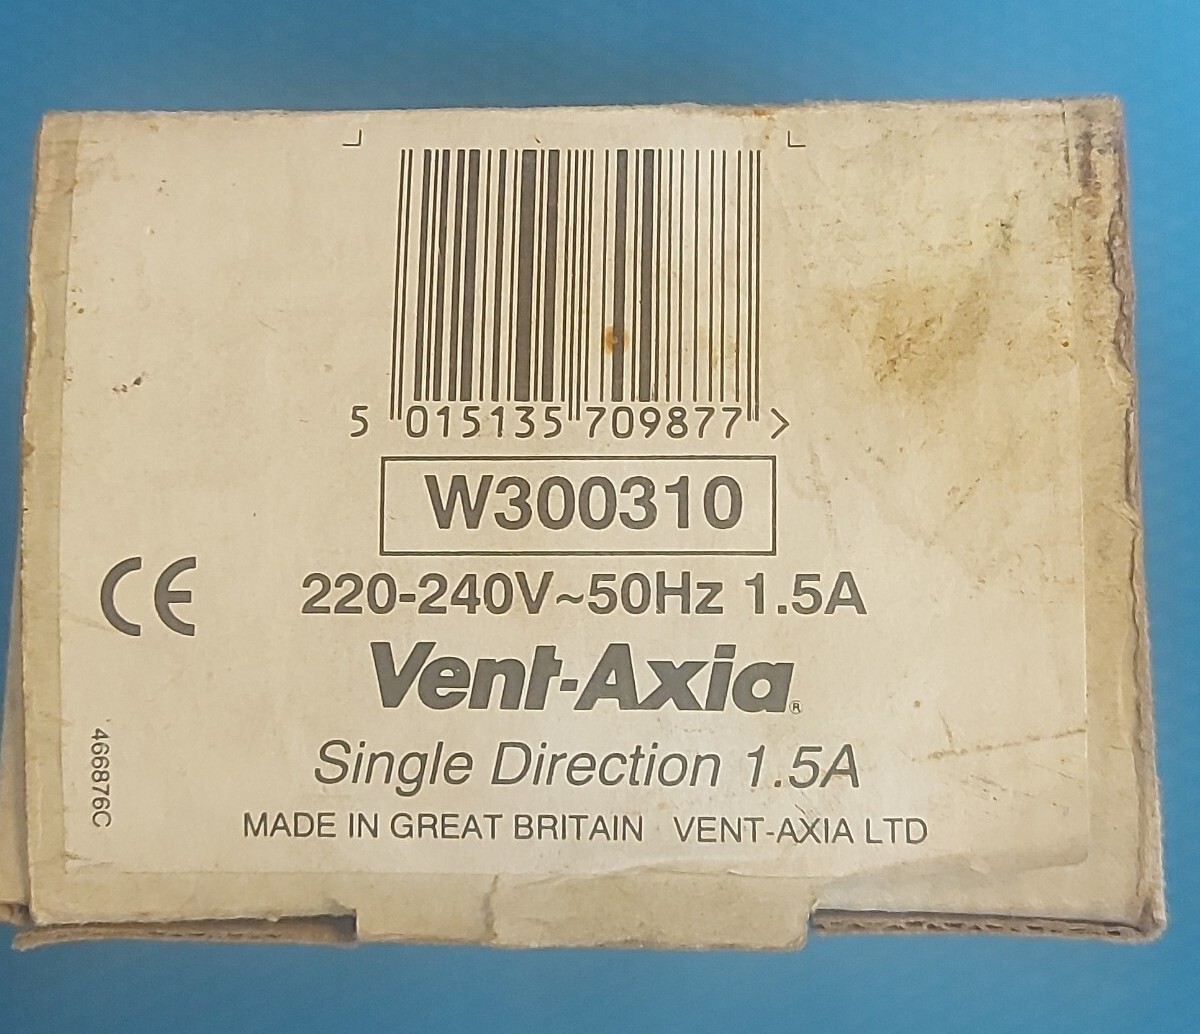 5 015135 709877 >
W300310
CE
220-240V~50Hz 1.5A
Vent-Axia®
Single Direction 1.5A
466876C
MADE IN GREAT BRITAIN VENT-AXIA LTD